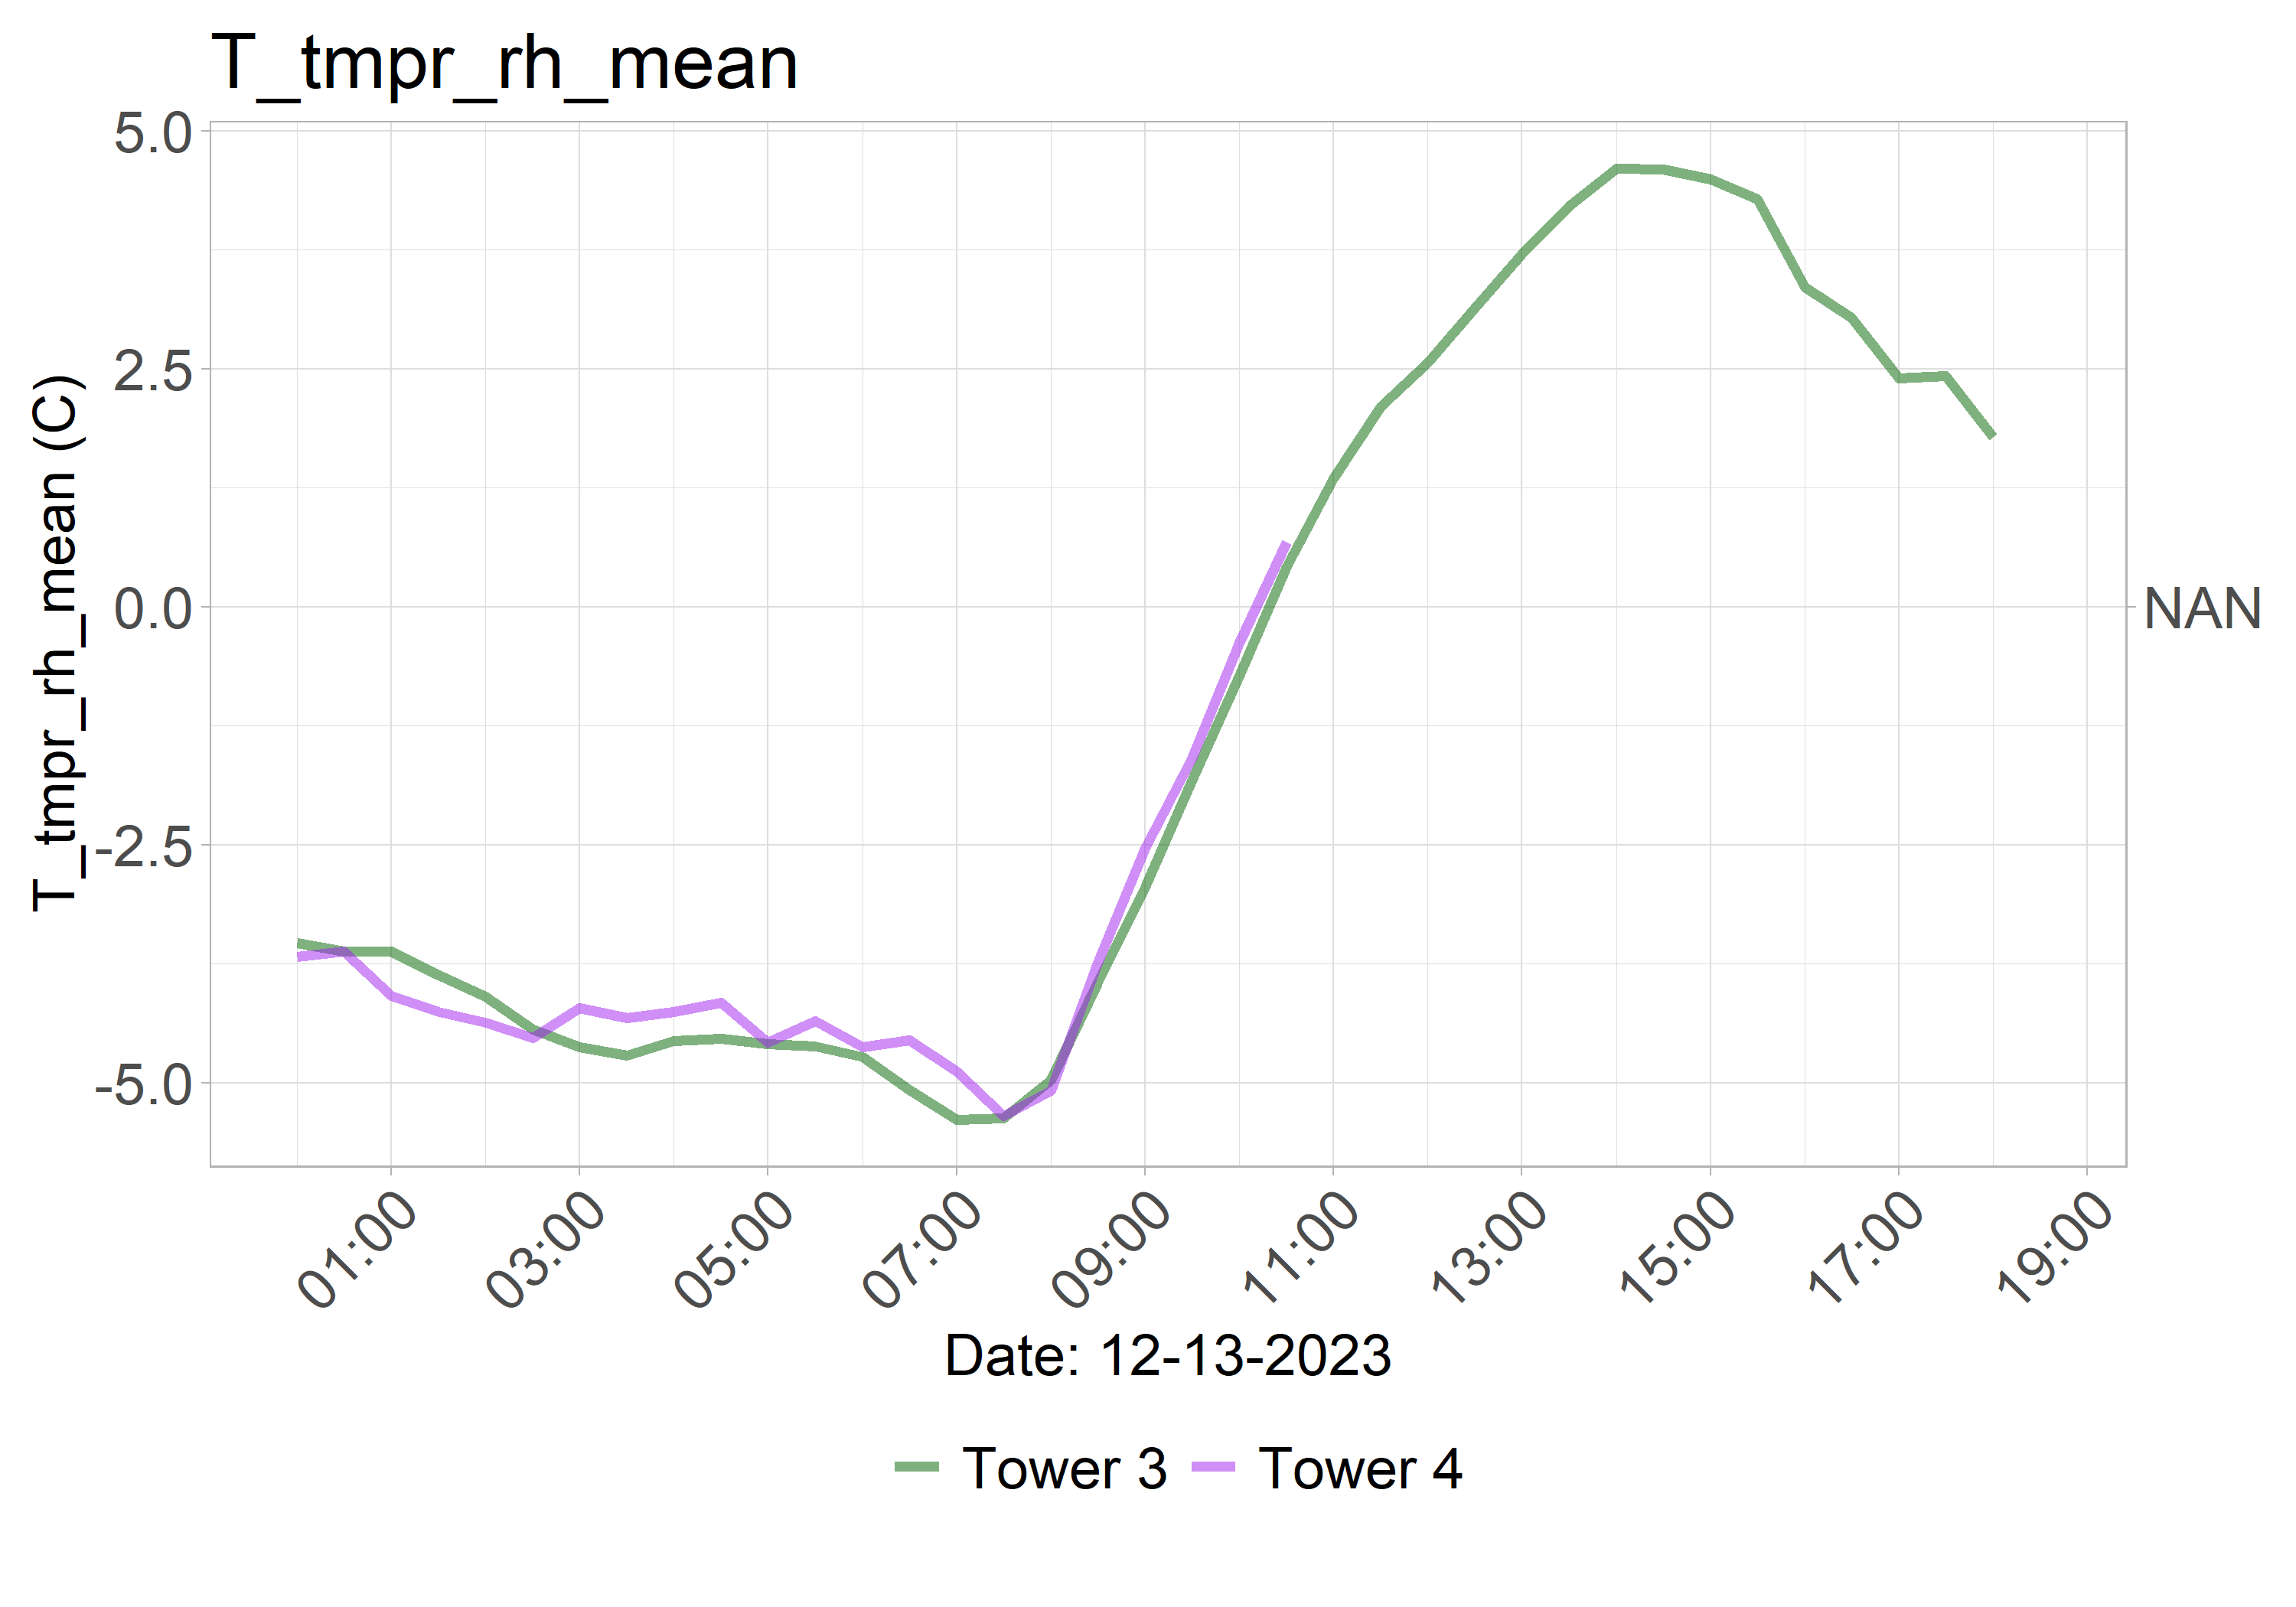 T_tmpr_rh_mean
T_tmpr_rh_mean (C)
5.0
2.5
0.0
-2.5
-5.0
NAN
01:00
03:00
05:00
07:00
09:00
11:00
13:00
15:00
17:00
19:00
Date: 12-13-2023
Tower 3
Tower 4